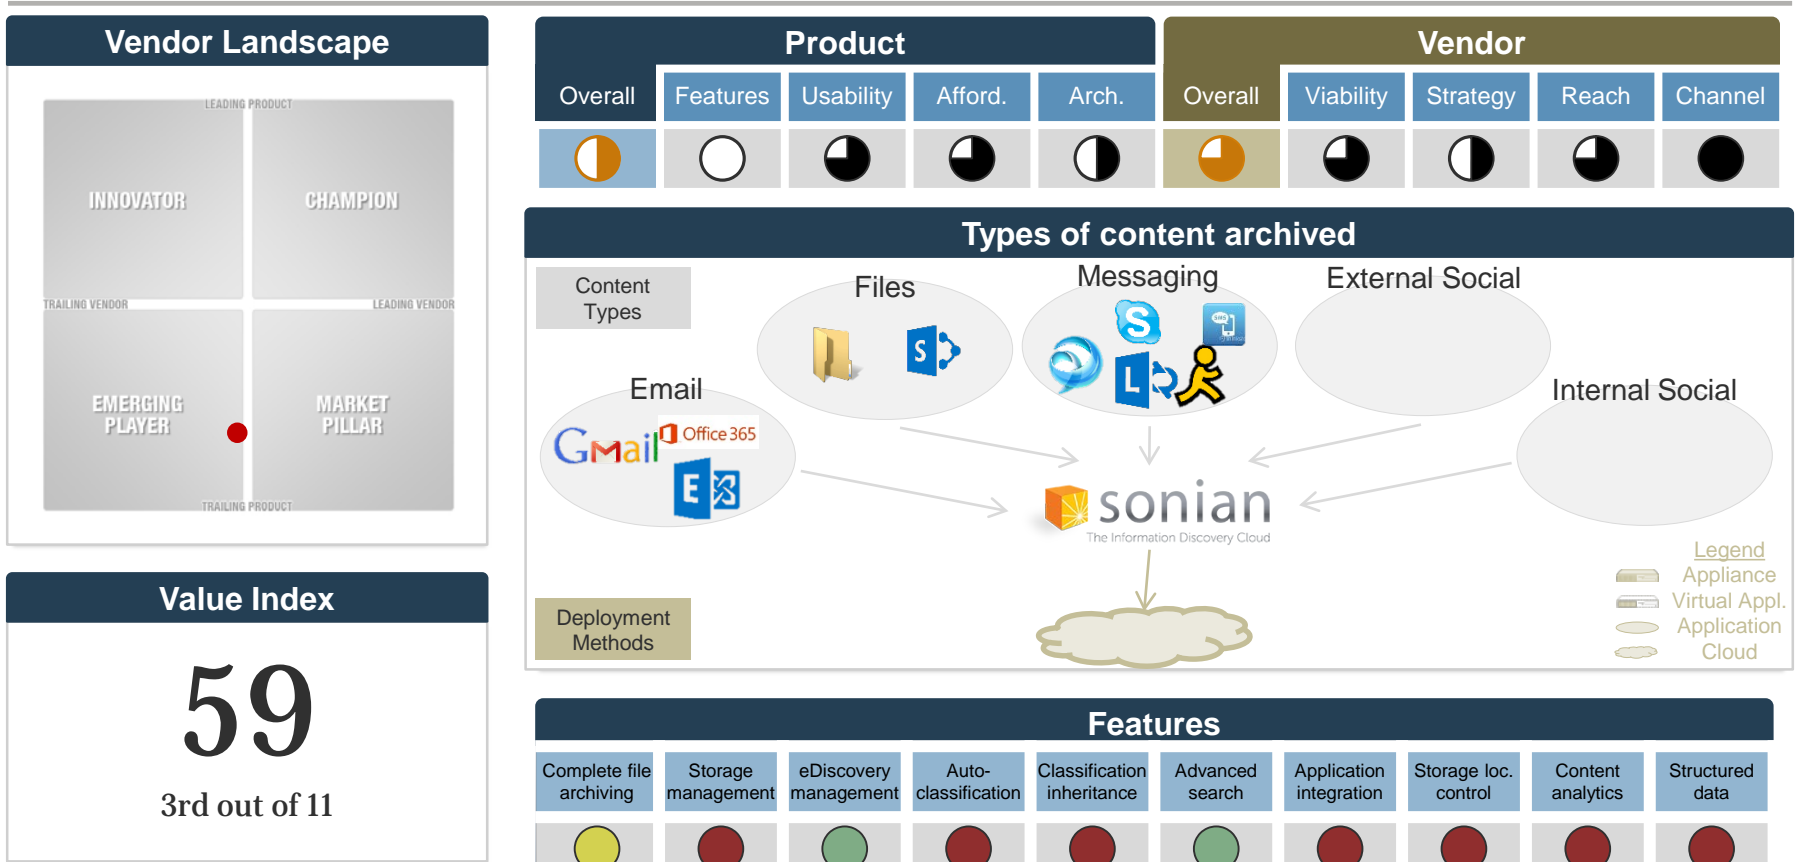 Vendor Landscape
LEADING PRODUCT
INNOVATOR
CHAMPION
TRAILING VENDOR
LEADING VENDOR
EMERGING
PLAYER
MARKET
PILLAR
TRAILING PRODUCT
Value Index
59
3rd out of 11
Product
Vendor
Overall
Features
Usability
Afford.
Arch.
Overall
Viability
Strategy
Reach
Channel
Types of content archived
Content
Types
Files
Messaging
External Social
Internal Social
Email
SMS
S
S
L
Gmail
Office 365
E
sonian
The Information Discovery Cloud
Deployment
Methods
Legend
Appliance
Virtual Appl.
Application
Cloud
Features
Complete file
archiving
Storage
management
eDiscovery
management
Auto-
classification
Classification
inheritance
Advanced
search
Application
integration
Storage loc.
control
Content
analytics
Structured
data